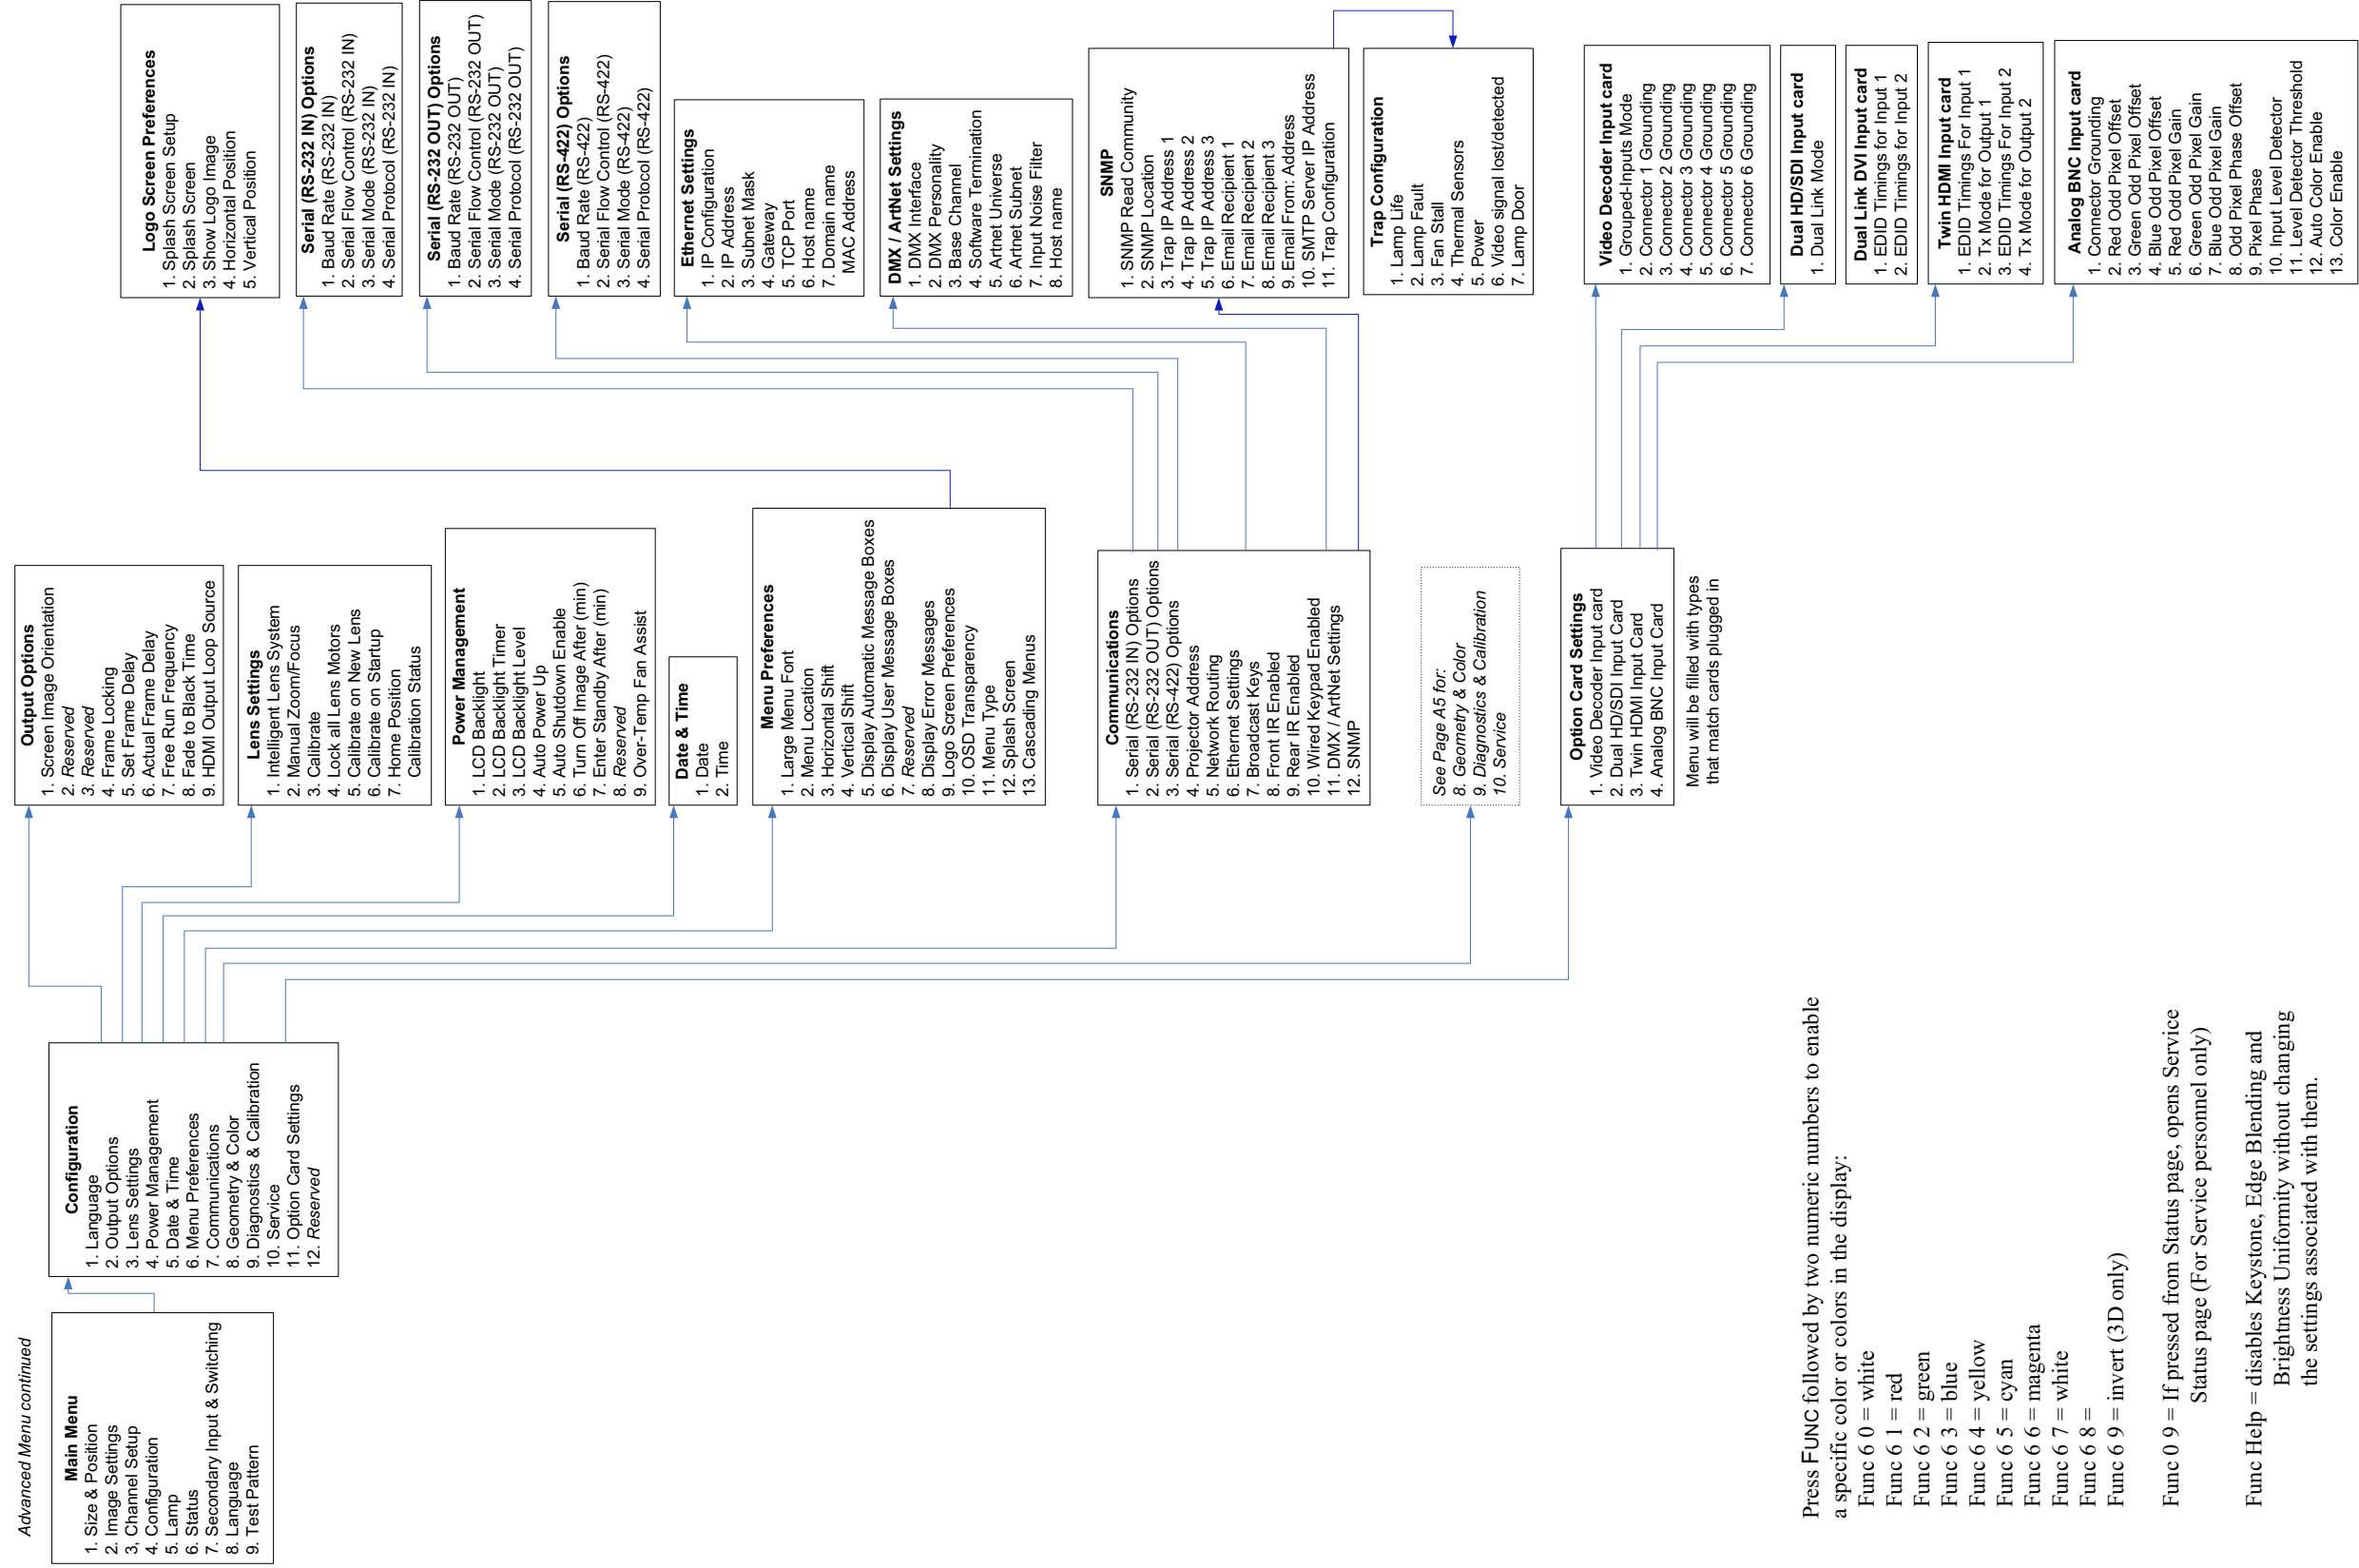 Advanced Menu continued
Main Menu
1. Size & Position
2. Image Settings
3, Channel Setup
4. Configuration
5. Lamp
6. Status
7. Secondary Input & Switching
8. Language
9. Test Pattern
Configuration
1. Language
2. Output Options
3. Lens Settings
4. Power Management
5. Date & Time
6. Menu Preferences
7. Communications
8. Geometry & Color
9. Diagnostics & Calibration
10. Service
11. Option Card Settings
12. Reserved
Output Options
1. Screen Image Orientation
2. Reserved
3. Reserved
4. Frame Locking
5. Set Frame Delay
6. Actual Frame Delay
7. Free Run Frequency
8. Fade to Black Time
9. HDMI Output Loop Source
Lens Settings
1. Intelligent Lens System
2. Manual Zoom/Focus
3. Calibrate
4. Lock all Lens Motors
5. Calibrate on New Lens
6. Calibrate on Startup
7. Home Position
Calibration Status
Power Management
1. LCD Backlight
2. LCD Backlight Timer
3. LCD Backlight Level
4. Auto Power Up
5. Auto Shutdown Enable
6. Turn Off Image After (min)
7. Enter Standby After (min)
8. Reserved
9. Over-Temp Fan Assist
Date & Time
1. Date
2. Time
Menu Preferences
1. Large Menu Font
2. Menu Location
3. Horizontal Shift
4. Vertical Shift
5. Display Automatic Message Boxes
6. Display User Message Boxes
7. Reserved
8. Display Error Messages
9. Logo Screen Preferences
10. OSD Transparency
11. Menu Type
12. Splash Screen
13. Cascading Menus
Communications
1. Serial (RS-232 IN) Options
2. Serial (RS-232 OUT) Options
3. Serial (RS-422) Options
4. Projector Address
5. Network Routing
6. Ethernet Settings
7. Broadcast Keys
8. Front IR Enabled
9. Rear IR Enabled
10. Wired Keypad Enabled
11. DMX / ArtNet Settings
12. SNMP
See Page A5 for:
8. Geometry & Color
9. Diagnostics & Calibration
10. Service
Option Card Settings
1. Video Decoder Input card
2. Dual HD/SDI Input Card
3. Twin HDMI Input Card
4. Analog BNC Input Card
Menu will be filled with types
that match cards plugged in
Logo Screen Preferences
1. Splash Screen Setup
2. Splash Screen
3. Show Logo Image
4. Horizontal Position
5. Vertical Position
Serial (RS-232 IN) Options
1. Baud Rate (RS-232 IN)
2. Serial Flow Control (RS-232 IN)
3. Serial Mode (RS-232 IN)
4. Serial Protocol (RS-232 IN)
Serial (RS-232 OUT) Options
1. Baud Rate (RS-232 OUT)
2. Serial Flow Control (RS-232 OUT)
3. Serial Mode (RS-232 OUT)
4. Serial Protocol (RS-232 OUT)
Serial (RS-422) Options
1. Baud Rate (RS-422)
2. Serial Flow Control (RS-422)
3. Serial Mode (RS-422)
4. Serial Protocol (RS-422)
Ethernet Settings
1. IP Configuration
2. IP Address
3. Subnet Mask
4. Gateway
5. TCP Port
6. Host name
7. Domain name
MAC Address
DMX / ArtNet Settings
1. DMX Interface
2. DMX Personality
3. Base Channel
4. Software Termination
5. Artnet Universe
6. Artnet Subnet
7. Input Noise Filter
8. Host name
SNMP
1. SNMP Read Community
2. SNMP Location
3. Trap IP Address 1
4. Trap IP Address 2
5. Trap IP Address 3
6. Email Recipient 1
7. Email Recipient 2
8. Email Recipient 3
9. Email From: Address
10. SMTP Server IP Address
11. Trap Configuration
Trap Configuration
1. Lamp Life
2. Lamp Fault
3. Fan Stall
4. Thermal Sensors
5. Power
6. Video signal lost/detected
7. Lamp Door
Video Decoder Input card
1. Grouped-Inputs Mode
2. Connector 1 Grounding
3. Connector 2 Grounding
4. Connector 3 Grounding
5. Connector 4 Grounding
6. Connector 5 Grounding
7. Connector 6 Grounding
Dual HD/SDI Input card
1. Dual Link Mode
Dual Link DVI Input card
1. EDID Timings for Input 1
2. EDID Timings for Input 2
Twin HDMI Input card
1. EDID Timings For Input 1
2. Tx Mode for Output 1
3. EDID Timings For Input 2
4. Tx Mode for Output 2
Analog BNC Input card
1. Connector Grounding
2. Red Odd Pixel Offset
3. Green Odd Pixel Offset
4. Blue Odd Pixel Offset
5. Red Odd Pixel Gain
6. Green Odd Pixel Gain
7. Blue Odd Pixel Gain
8. Odd Pixel Phase Offset
9. Pixel Phase
10. Input Level Detector
11. Level Detector Threshold
12. Auto Color Enable
13. Color Enable
Press FUNC followed by two numeric numbers to enable
a specific color or colors in the display:
Func 6 0 = white
Func 6 1 = red
Func 6 2 = green
Func 6 3 = blue
Func 6 4 = yellow
Func 6 5 = cyan
Func 6 6 = magenta
Func 6 7 = white
Func 6 8 =
Func 6 9 = invert (3D only)
Func 0 9 = If pressed from Status page, opens Service
Status page (For Service personnel only)
Func Help = disables Keystone, Edge Blending and
Brightness Uniformity without changing
the settings associated with them.